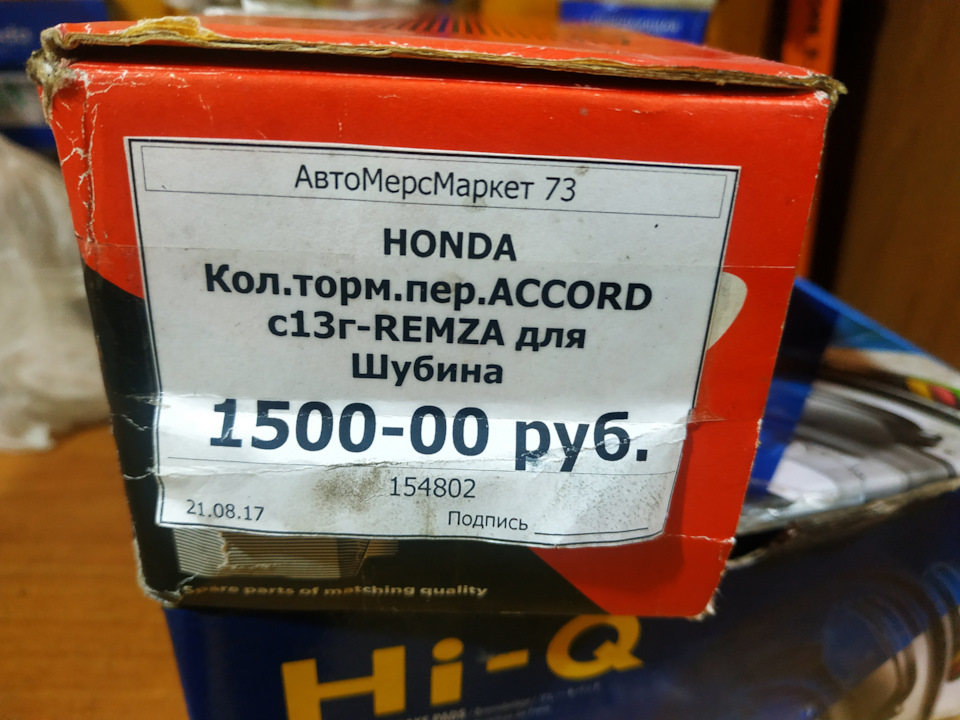 АвтоМерсМаркет 73
HONDA
Кол.торм.пер.ACCORD
с13г-REMZA для
Шубина
1500-00 руб.
154802
21.08.17
Подпись
Spare parts of matching quality
Hi-Q